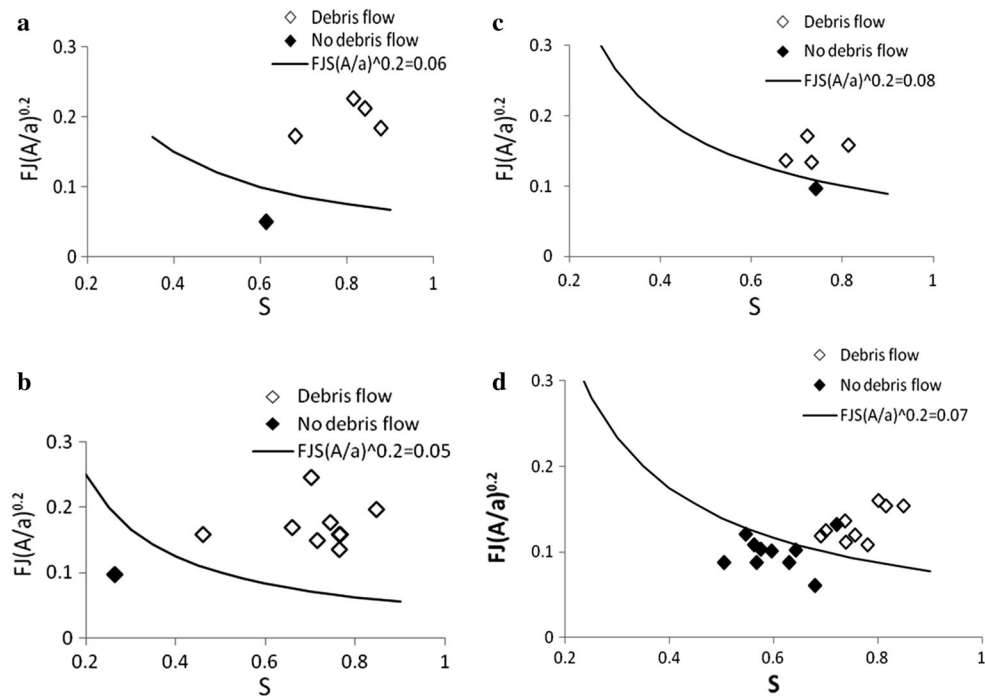 a
Debris flow
No debris flow
FJS(A/a)^0.2=0.06
0.3
0.2
0.1
0
FJ(A/a)0.2
0.2 0.4 0.6 0.8 1
S
c
Debris flow
No debris flow
FJS(A/a)^0.2=0.08
0.3
0.2
0.1
0
FJ(A/a)0.2
0.2 0.4 0.6 0.8 1
S
b
Debris flow
No debris flow
FJS(A/a)^0.2=0.05
0.3
0.2
0.1
0
FJ(A/a)0.2
0.2 0.4 0.6 0.8 1
S
d
Debris flow
No debris flow
FJS(A/a)^0.2=0.07
0.3
0.2
0.1
0
FJ(A/a)0.2
0.2 0.4 0.6 0.8 1
S